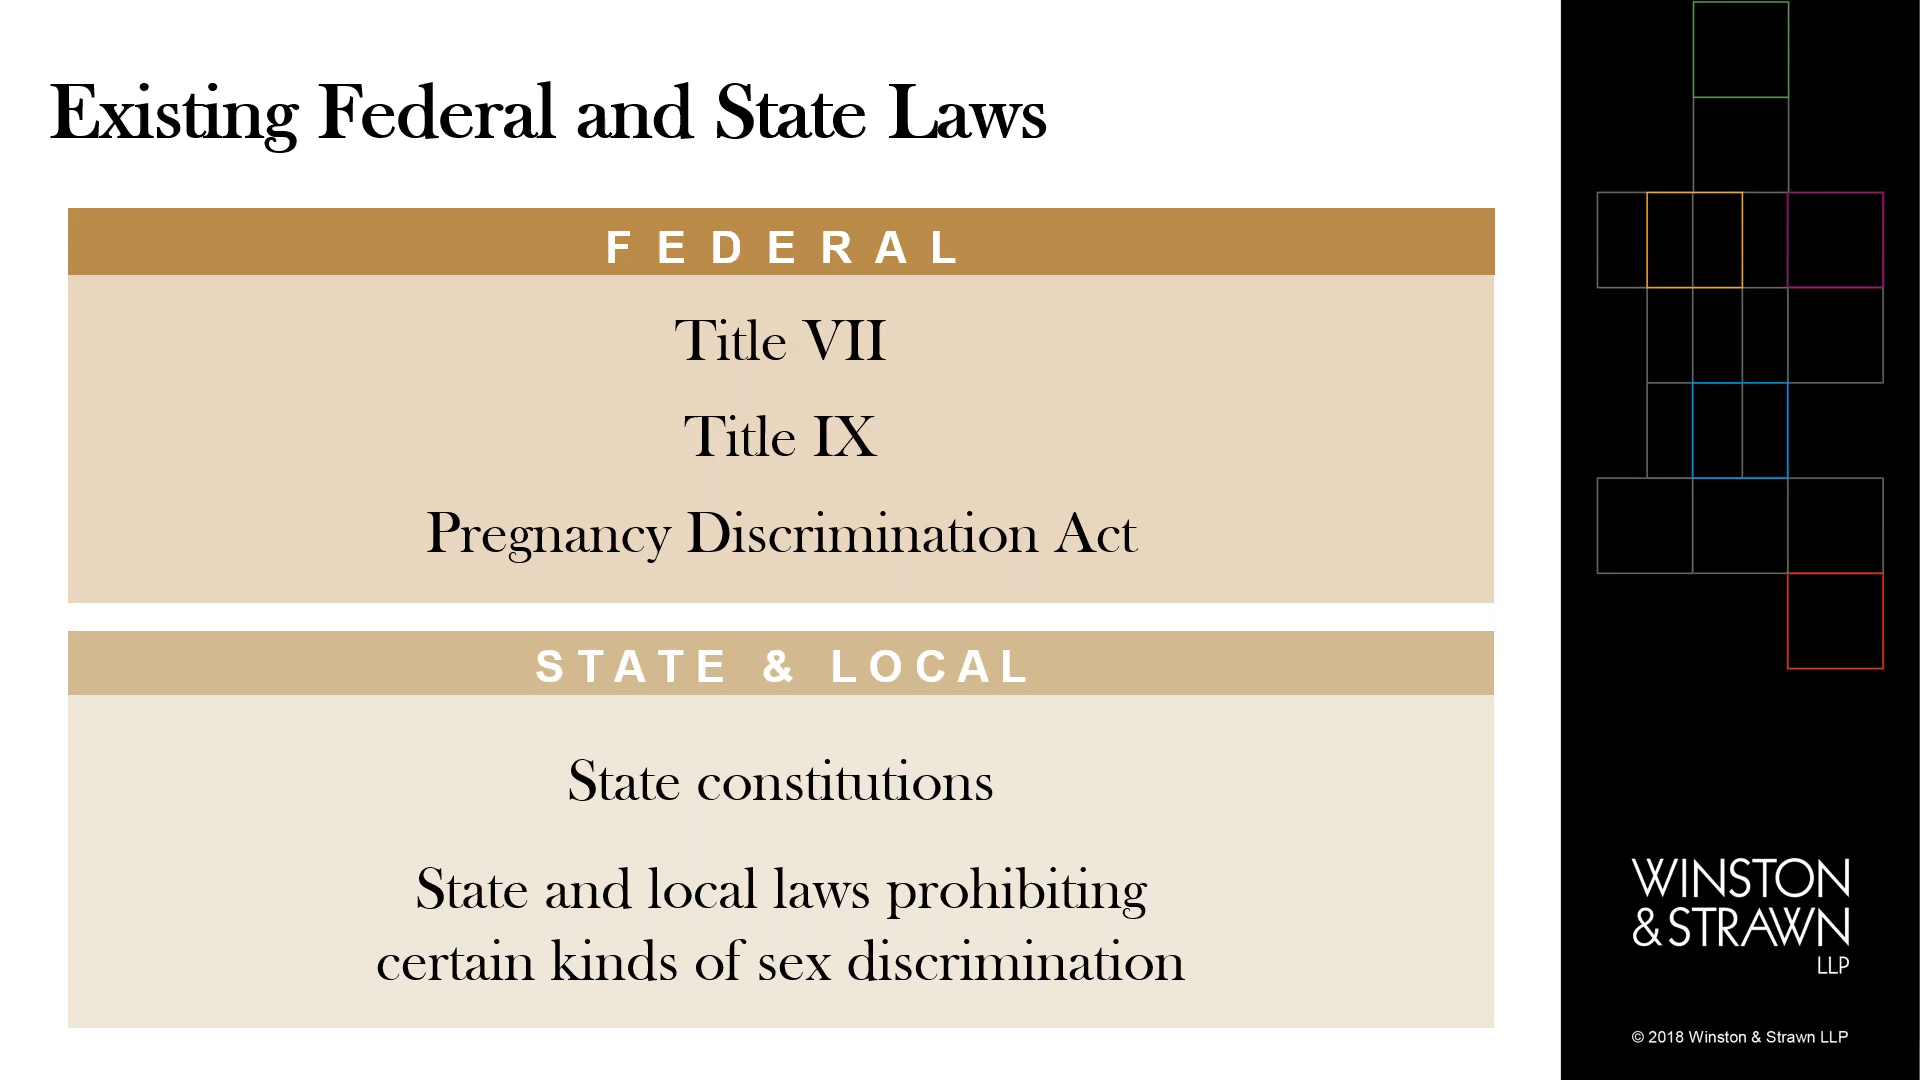 Existing Federal and State Laws
FEDERAL
Title VII
Title IX
Pregnancy Discrimination Act
STATE & LOCAL
State constitutions
State and local laws prohibiting
certain kinds of sex discrimination
WINSTON
& STRAWN
LLP
© 2018 Winston & Strawn LLP